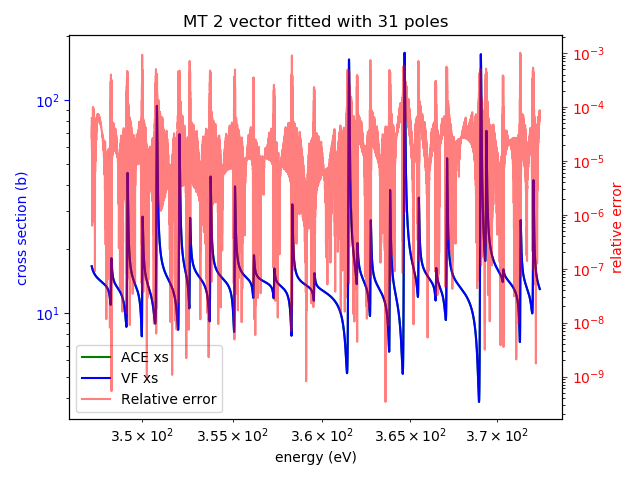 MT 2 vector fitted with 31 poles
cross section (b)
10²
10¹
relative error
10⁻³
10⁻⁴
10⁻⁵
10⁻⁶
10⁻⁷
10⁻⁸
10⁻⁹
ACE xs
VF xs
Relative error
3.5 × 10² 3.55 × 10² 3.6 × 10² 3.65 × 10² 3.7 × 10²
energy (eV)